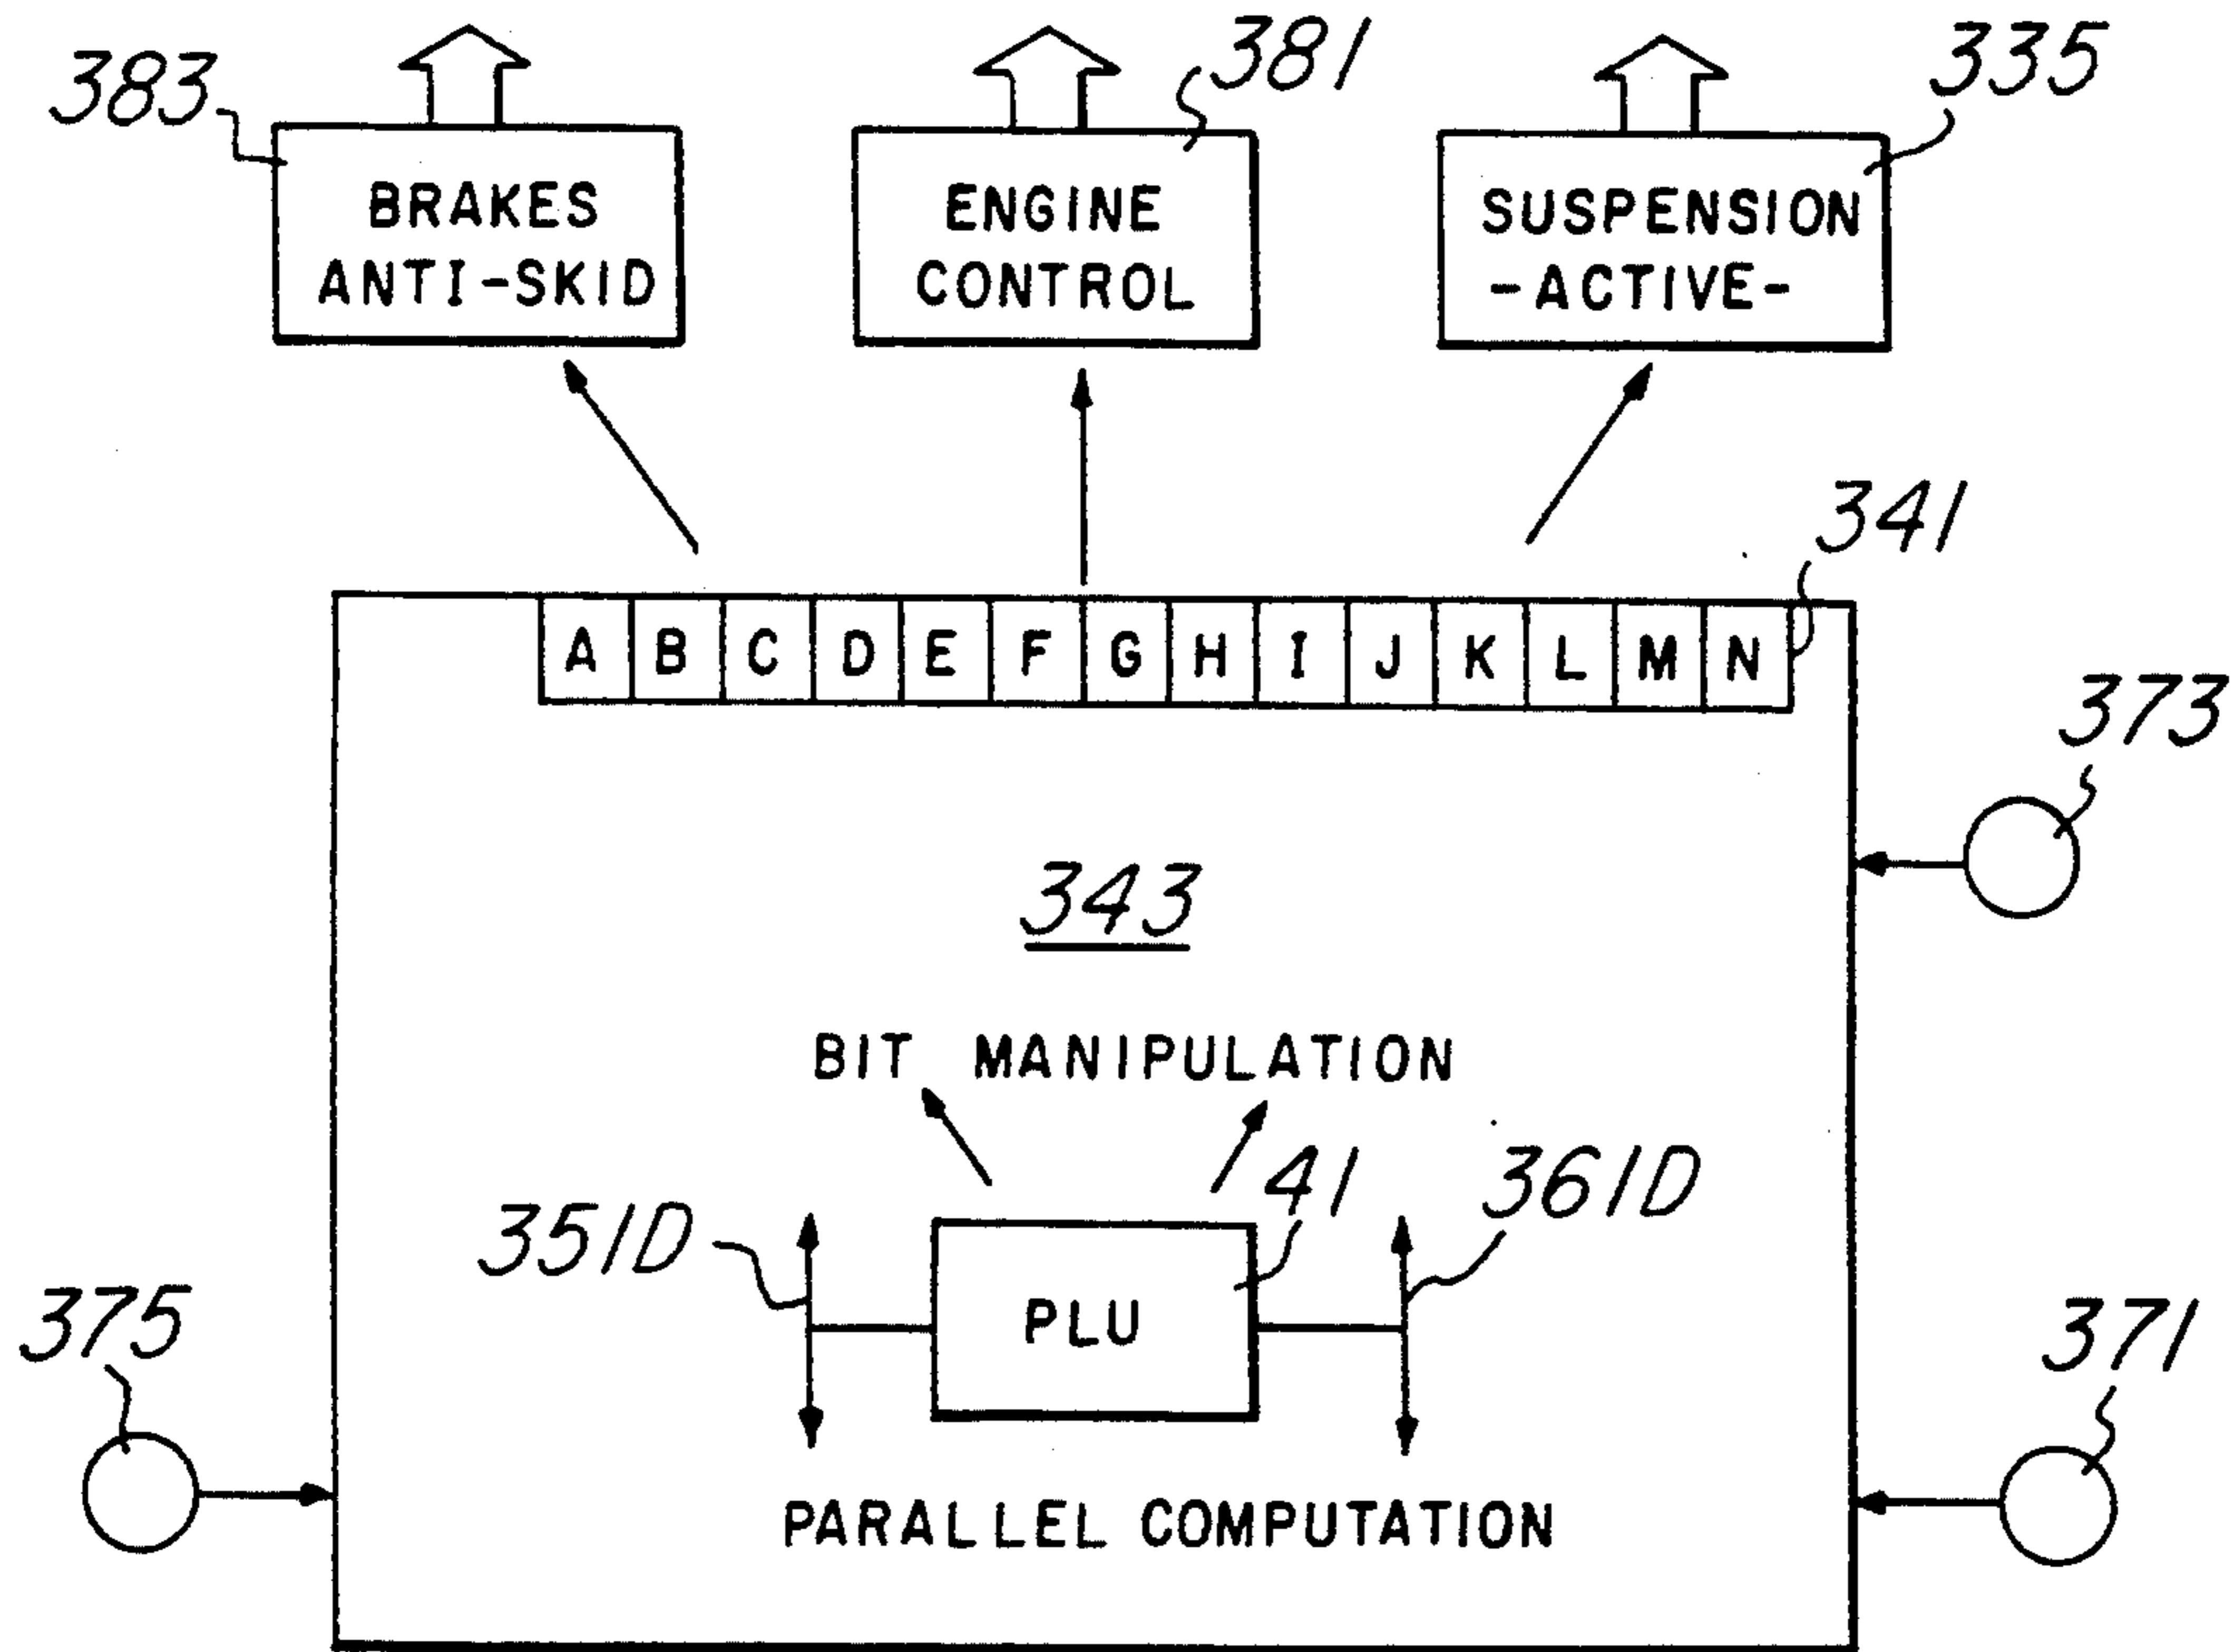 383
381
335
BRAKES
ANTI-SKID
ENGINE
CONTROL
SUSPENSION
-ACTIVE-
341
A B C D E F G H I J K L M N
373
343
BIT MANIPULATION
351D
41
361D
PLU
375
371
PARALLEL COMPUTATION